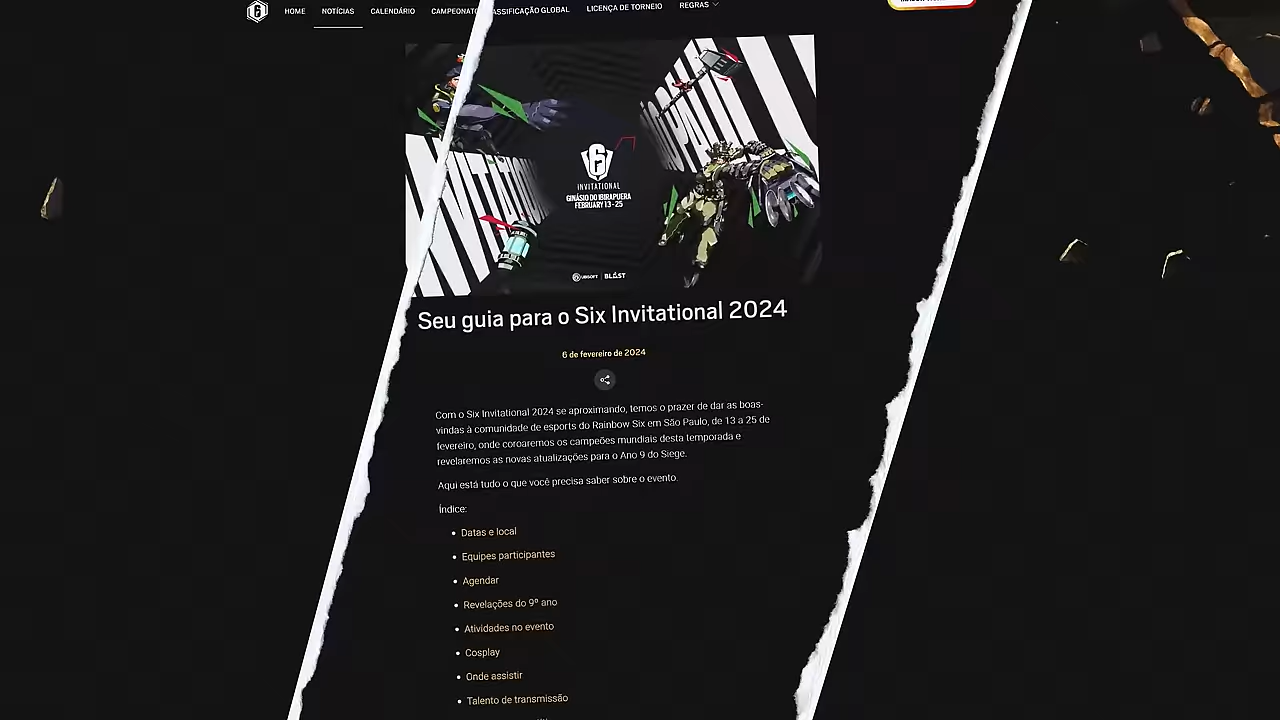 HOME NOTÍCIAS CALENDÁRIO CAMPEONATO ASSIFICAÇÃO GLOBAL LICENÇA DE TORNEIO REGRAS
6
INVITATIONAL
GINÁSIO DO IBIRAPUERA
FEBRUARY 13-25
UBISOFT | BLAST
Seu guia para o Six Invitational 2024
6 de fevereiro de 2024
Com o Six Invitational 2024 se aproximando, temos o prazer de dar as boas-
vindas à comunidade de esports do Rainbow Six em São Paulo, de 13 a 25 de
fevereiro, onde coroaremos os campeões mundiais desta temporada e
revelaremos as novas atualizações para o Ano 9 do Siege.
Aqui está tudo o que você precisa saber sobre o evento.
Índice:
• Datas e local
• Equipes participantes
• Agendar
• Revelações do 9º ano
• Atividades no evento
• Cosplay
• Onde assistir
• Talento de transmissão